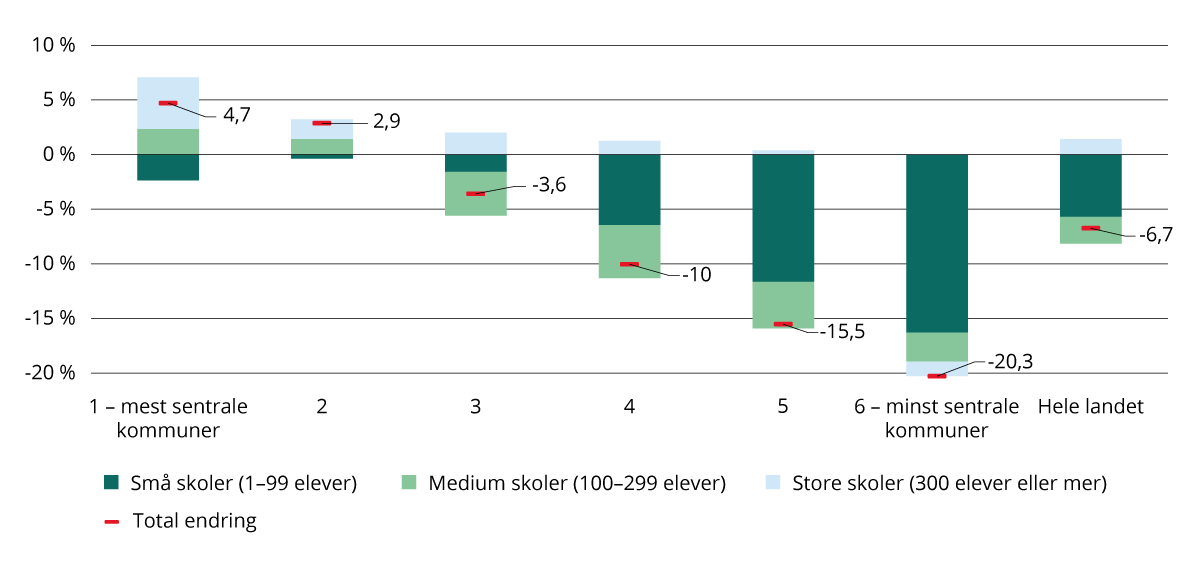 10 %
5 %
0 %
-5 %
-10 %
-15 %
-20 %
4,7
2,9
-3,6
-10
-15,5
-20,3
-6,7
1 – mest sentrale
kommuner
2
3
4
5
6 – minst sentrale
kommuner
Hele landet
Små skoler (1–99 elever)
Medium skoler (100–299 elever)
Store skoler (300 elever eller mer)
Total endring